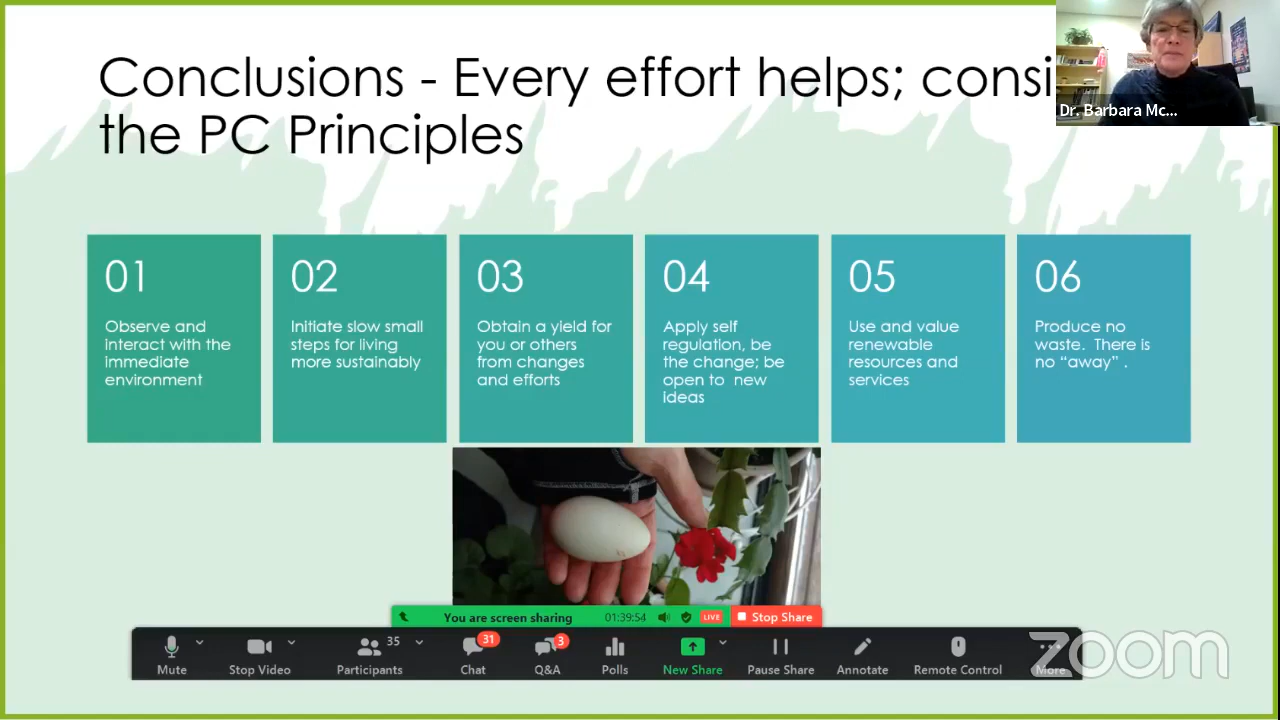 Conclusions - Every effort helps; consi
the PC Principles
Dr. Barbara Mc...
01
Observe and
interact with the
immediate
environment
02
Initiate slow small
steps for living
more sustainably
03
Obtain a yield for
you or others
from changes
and efforts
04
Apply self
regulation, be
the change; be
open to  new
ideas
05
Use and value
renewable
resources and
services
06
Produce no
waste.  There is
no “away” .
You are screen sharing
01:39:54
LIVE
Stop Share
Mute
Stop Video
35
Participants
31
Chat
3
Q&A
Polls
New Share
Pause Share
Annotate
Remote Control
More
zoom